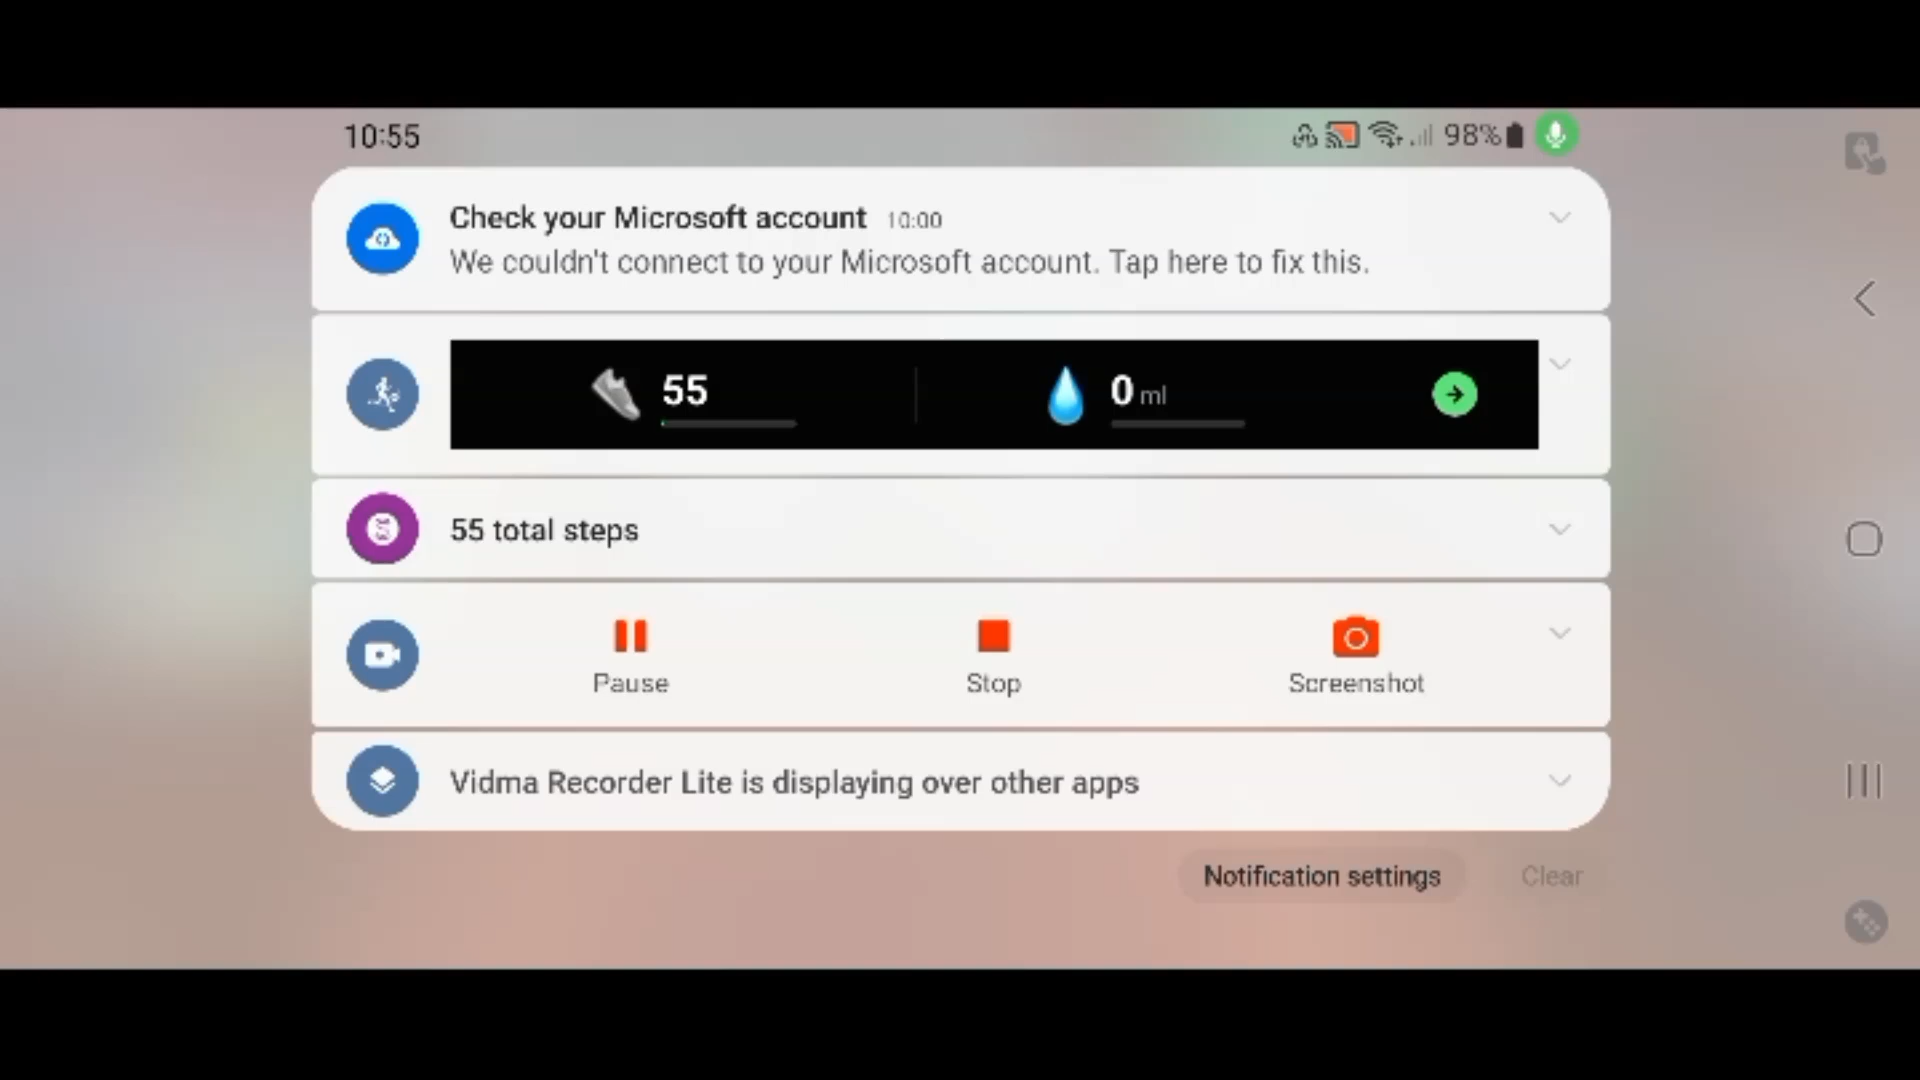 10:55
98%
Check your Microsoft account 10:00
We couldn't connect to your Microsoft account. Tap here to fix this.
55
0 ml
55 total steps
Pause
Stop
Screenshot
Vidma Recorder Lite is displaying over other apps
Notification settings
Clear